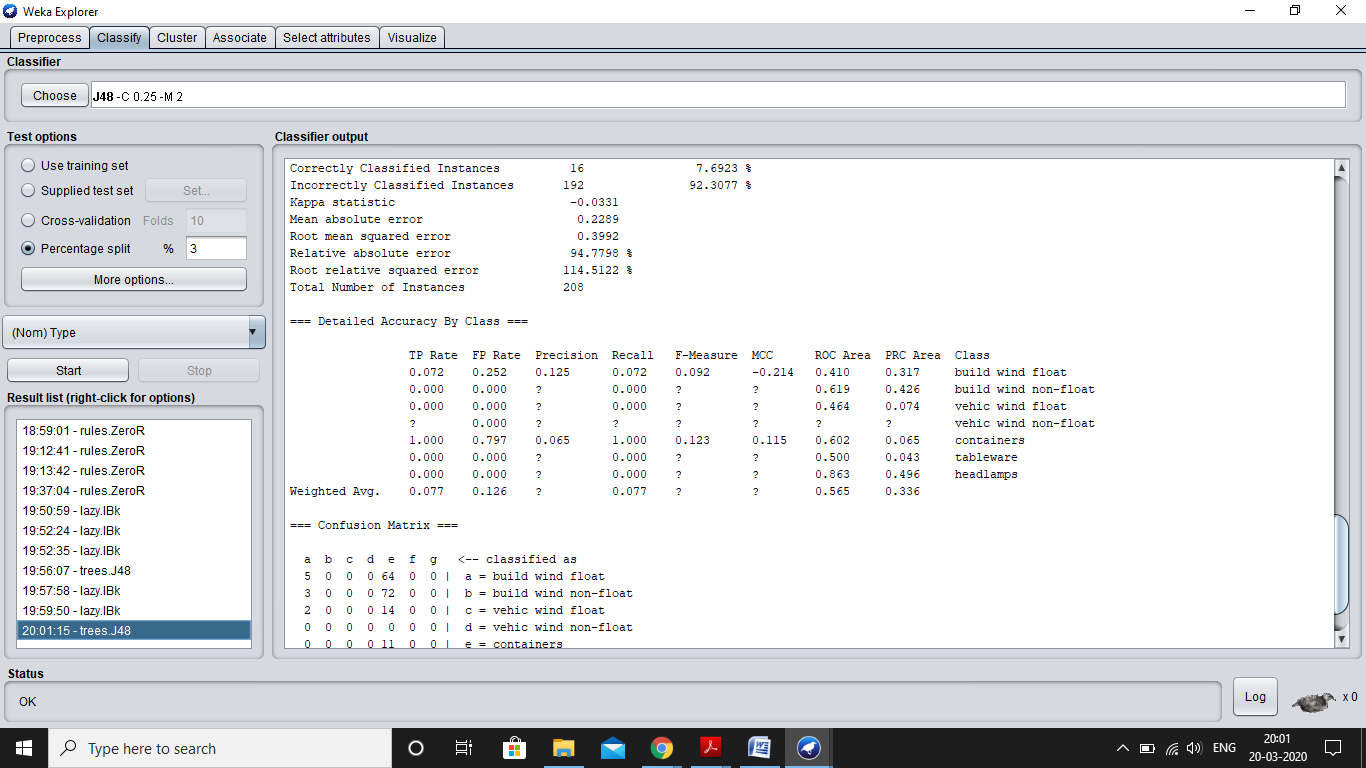 Weka Explorer
Preprocess Classify Cluster Associate Select attributes Visualize
Classifier
Choose J48 -C 0.25 -M 2
Test options
Use training set
Supplied test set Set...
Cross-validation Folds 10
Percentage split % 3
More options...
(Nom) Type
Start Stop
Result list (right-click for options)
18:59:01 - rules.ZeroR
19:12:41 - rules.ZeroR
19:13:42 - rules.ZeroR
19:37:04 - rules.ZeroR
19:50:59 - lazy.IBk
19:52:24 - lazy.IBk
19:52:35 - lazy.IBk
19:56:07 - trees.J48
19:57:58 - lazy.IBk
19:59:50 - lazy.IBk
20:01:15 - trees.J48
Classifier output
Correctly Classified Instances 16 7.6923 %
Incorrectly Classified Instances 192 92.3077 %
Kappa statistic -0.0331
Mean absolute error 0.2289
Root mean squared error 0.3992
Relative absolute error 94.7798 %
Root relative squared error 114.5122 %
Total Number of Instances 208
=== Detailed Accuracy By Class ===
TP Rate FP Rate Precision Recall F-Measure MCC ROC Area PRC Area Class
0.072 0.252 0.125 0.072 0.092 -0.214 0.410 0.317 build wind float
0.000 0.000 ? 0.000 ? ? 0.619 0.426 build wind non-float
0.000 0.000 ? 0.000 ? ? 0.464 0.074 vehic wind float
? 0.000 ? ? ? ? ? ? vehic wind non-float
1.000 0.797 0.065 1.000 0.123 0.115 0.602 0.065 containers
0.000 0.000 ? 0.000 ? ? 0.500 0.043 tableware
0.000 0.000 ? 0.000 ? ? 0.863 0.496 headlamps
Weighted Avg. 0.077 0.126 ? 0.077 ? ? 0.565 0.336
=== Confusion Matrix ===
a b c d e f g <-- classified as
5 0 0 0 64 0 0 | a = build wind float
3 0 0 0 72 0 0 | b = build wind non-float
2 0 0 0 14 0 0 | c = vehic wind float
0 0 0 0 0 0 0 | d = vehic wind non-float
0 0 0 0 11 0 0 | e = containers
Status
OK
Log x 0
Type here to search
ENG
20:01
20-03-2020